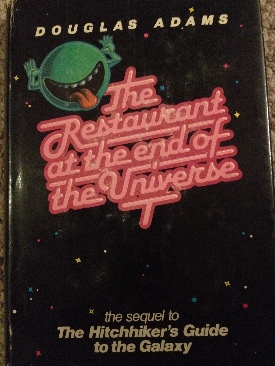 DOUGLAS ADAMS
The
Restaurant
at the end of
the Universe
the sequel to
The Hitchhiker's Guide
to the Galaxy